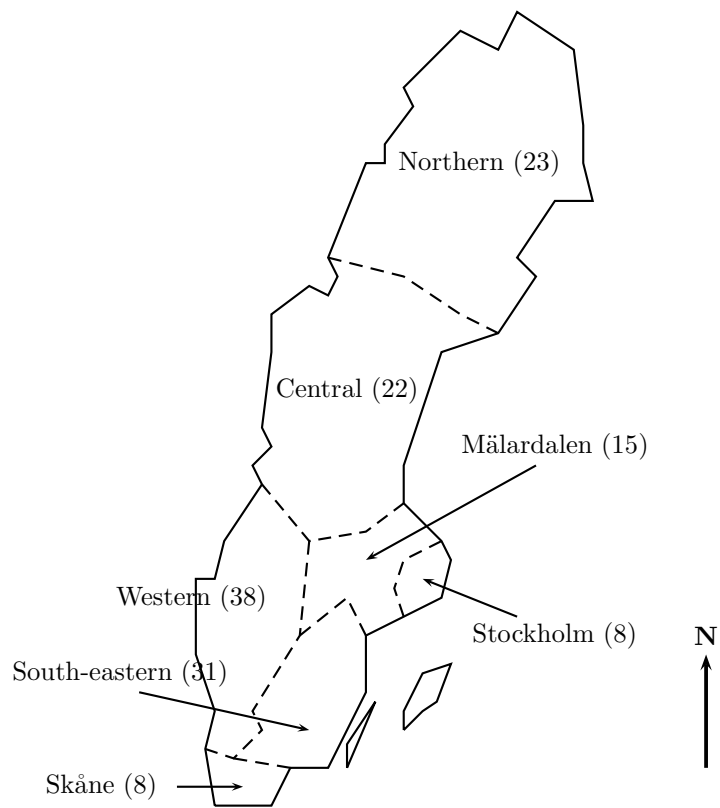 Northern (23)
Central (22)
Mälardalen (15)
Western (38)
Stockholm (8)
N
South-eastern (31)
Skåne (8)